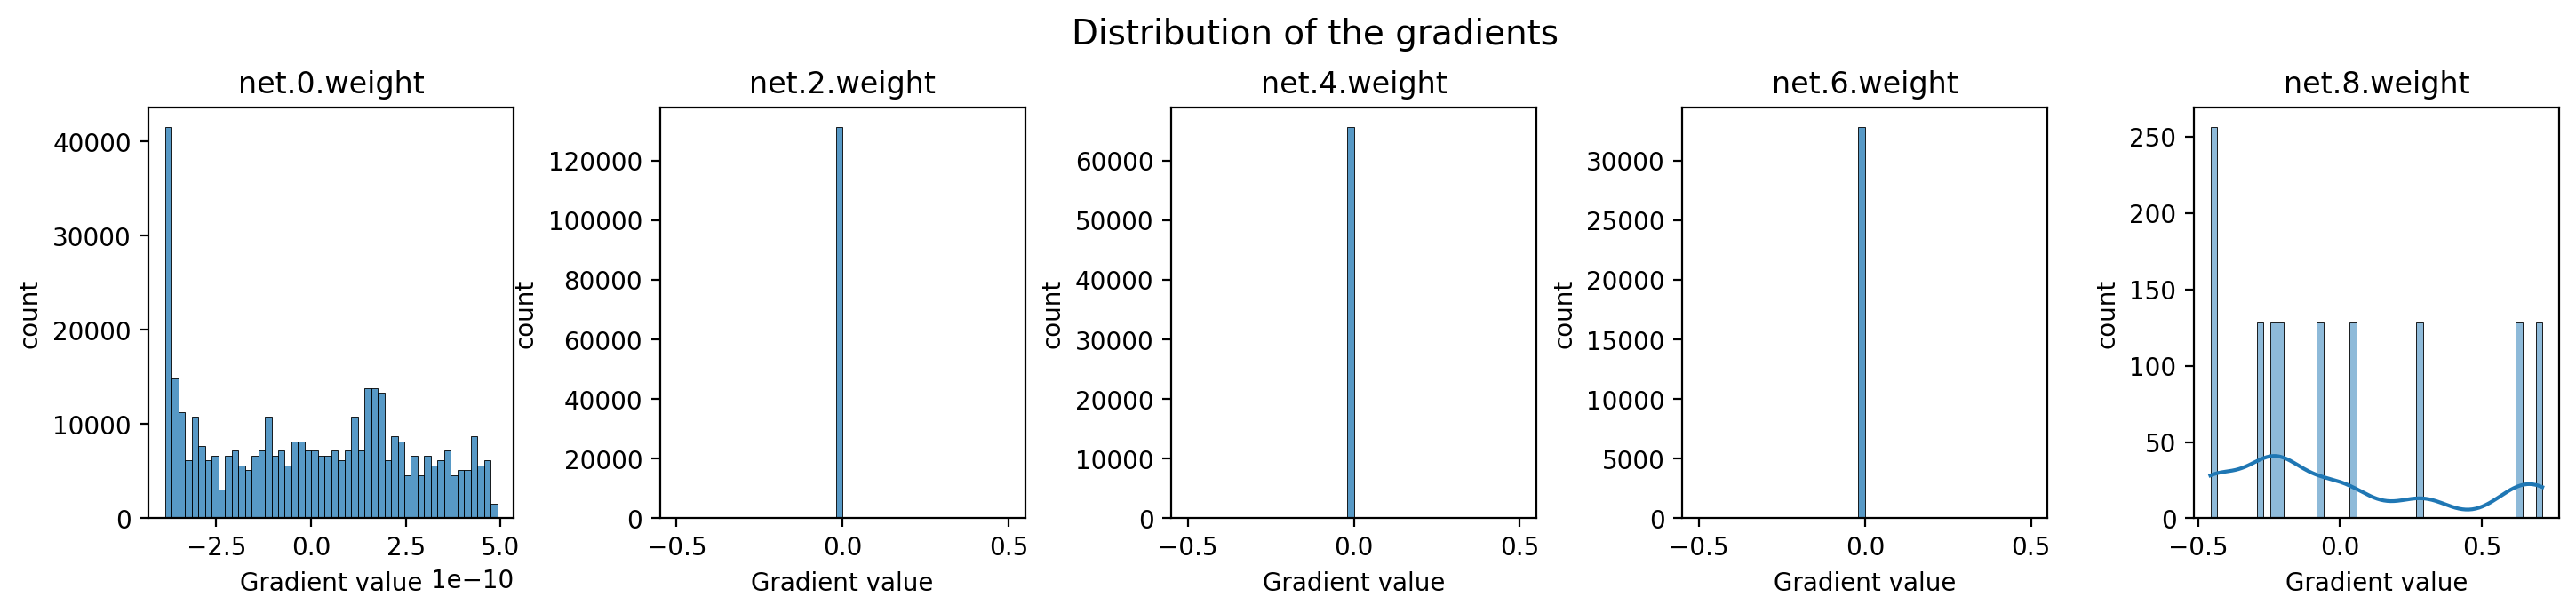 Distribution of the gradients
net.0.weight
net.2.weight
net.4.weight
net.6.weight
net.8.weight
count
40000
30000
20000
10000
0
−2.5
0.0
2.5
5.0
Gradient value
1e−10
count
120000
100000
80000
60000
40000
20000
0
−0.5
0.0
0.5
Gradient value
count
60000
50000
40000
30000
20000
10000
0
−0.5
0.0
0.5
Gradient value
count
30000
25000
20000
15000
10000
5000
0
−0.5
0.0
0.5
Gradient value
count
250
200
150
100
50
0
−0.5
0.0
0.5
Gradient value